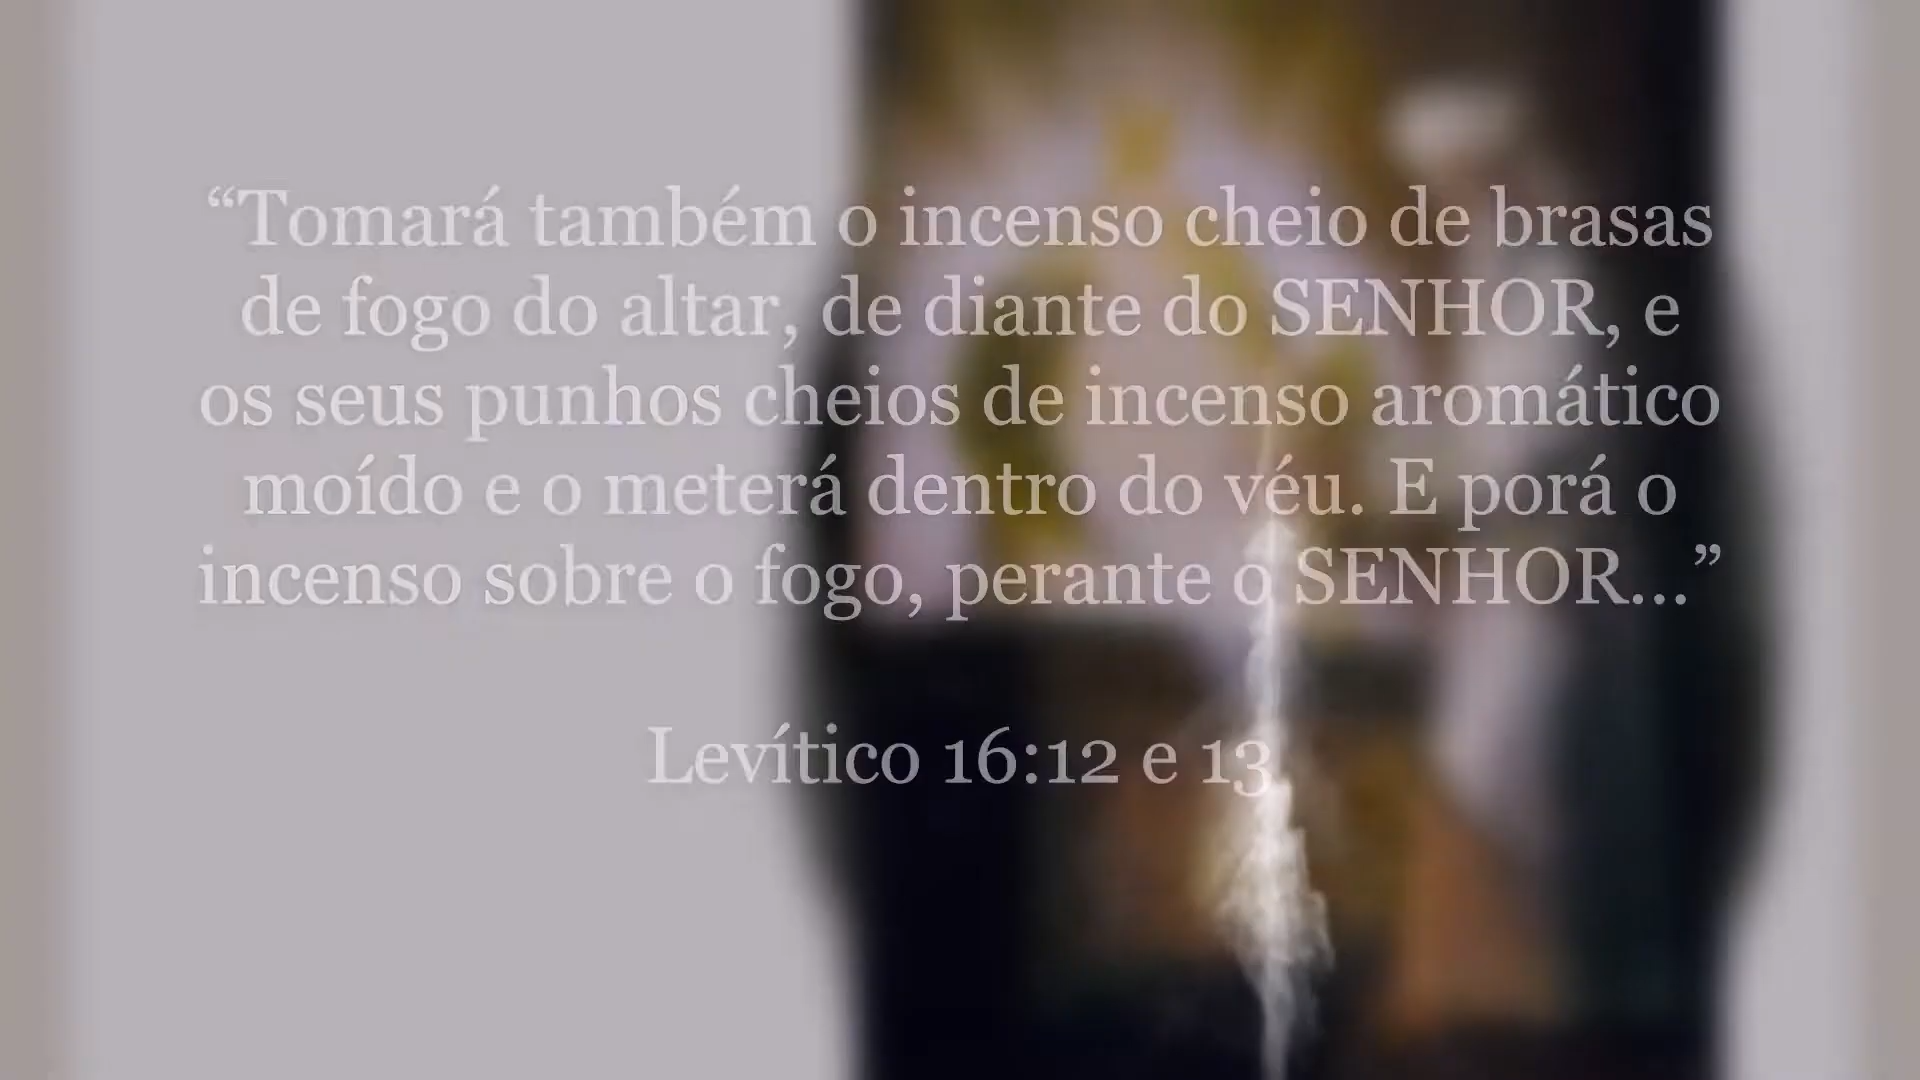 “Tomará também o incenso cheio de brasas
de fogo do altar, de diante do SENHOR, e
os seus punhos cheios de incenso aromático
moído e o meterá dentro do véu. E porá o
incenso sobre o fogo, perante o SENHOR...”
Levítico 16:12 e 13